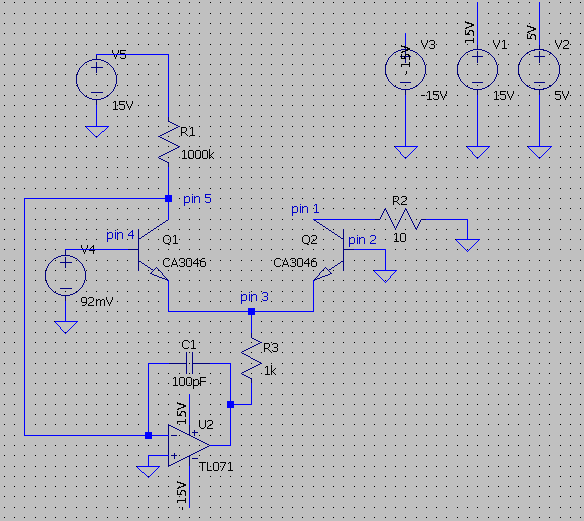 V5
15V
R1
1000k
-15V
V3
-15V
15V
V1
15V
5V
V2
5V
pin 5
pin 4
Q1
CA3046
V4
92mV
pin 1
R2
10
Q2
pin 2
CA3046
pin 3
R3
1k
C1
100pF
15V
U2
TL071
-15V